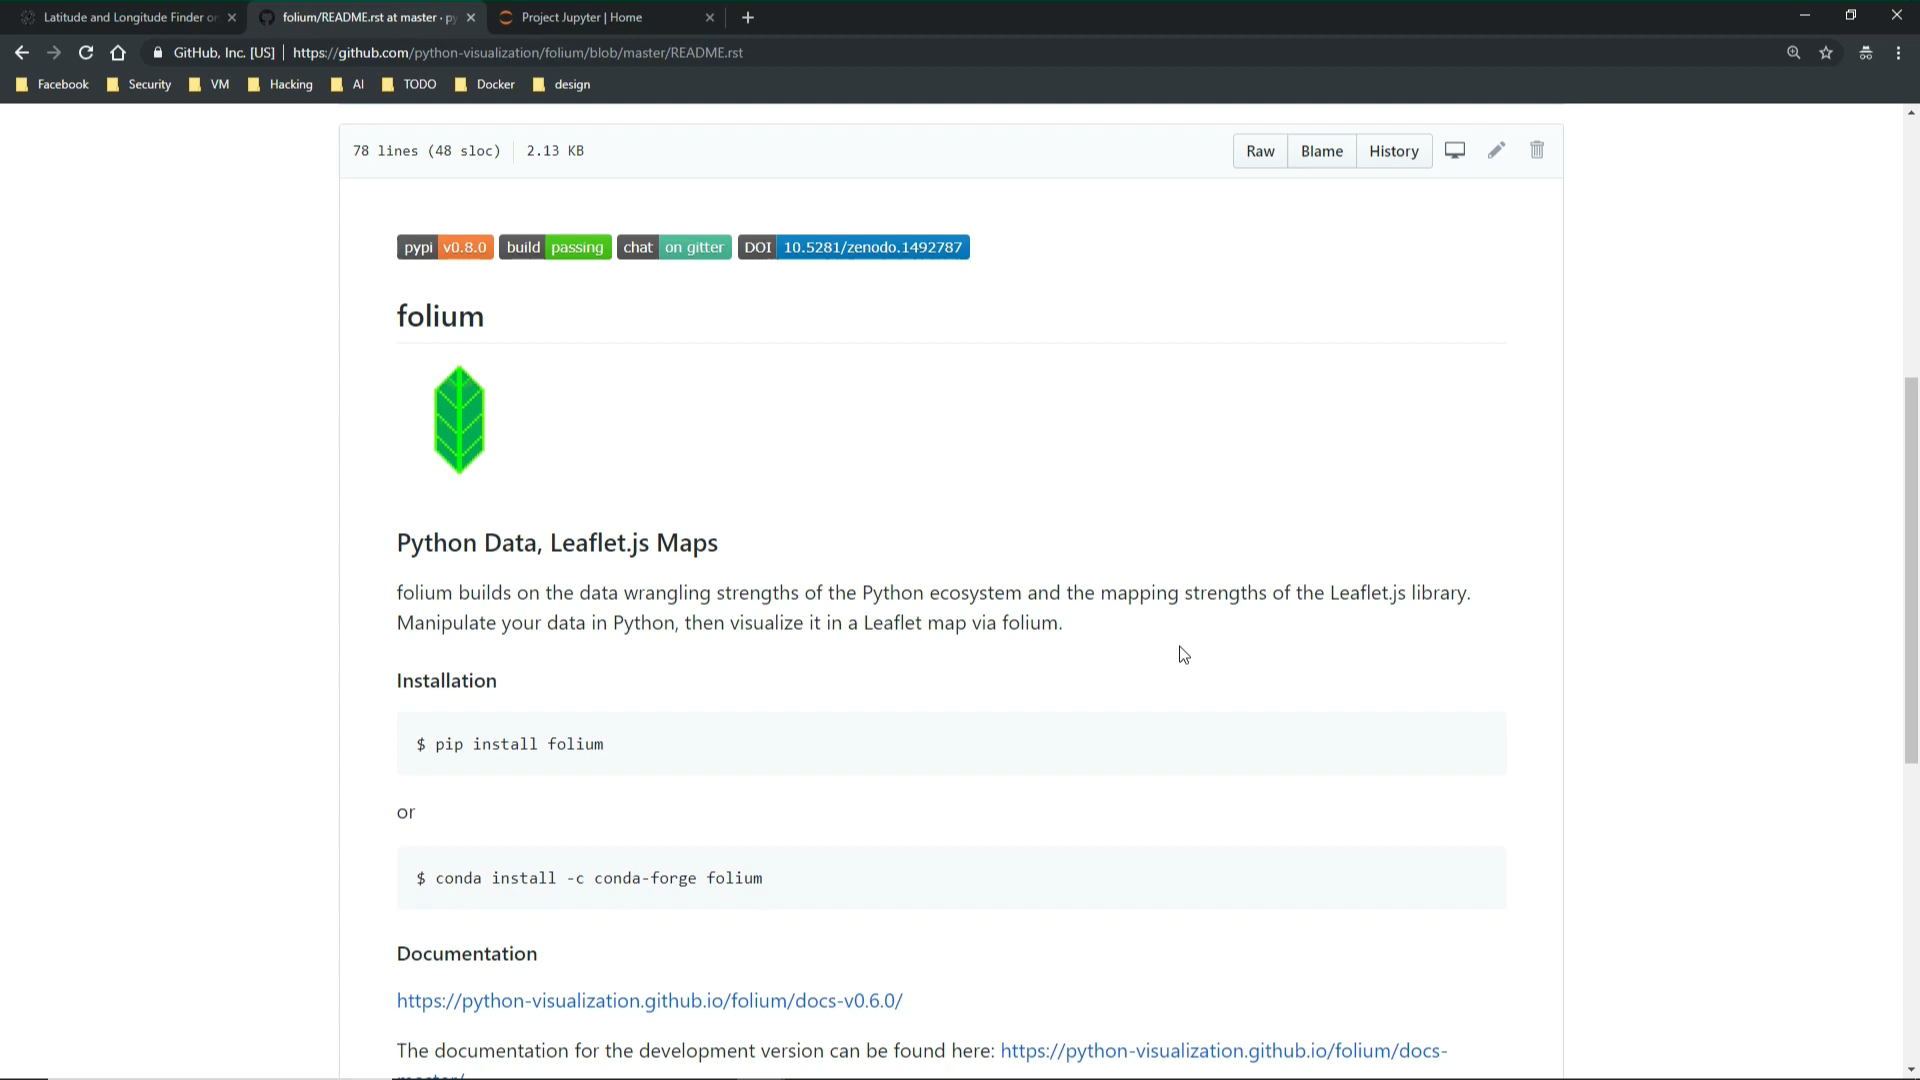 Latitude and Longitude Finder or
folium/README.rst at master · py
Project Jupyter | Home
GitHub, Inc. [US] | https://github.com/python-visualization/folium/blob/master/README.rst
Facebook Security VM Hacking AI TODO Docker design
78 lines (48 sloc) 2.13 KB
Raw Blame History
pypi v0.8.0 build passing chat on gitter DOI 10.5281/zenodo.1492787
folium
Python Data, Leaflet.js Maps
folium builds on the data wrangling strengths of the Python ecosystem and the mapping strengths of the Leaflet.js library.
Manipulate your data in Python, then visualize it in a Leaflet map via folium.
Installation
$ pip install folium
or
$ conda install -c conda-forge folium
Documentation
https://python-visualization.github.io/folium/docs-v0.6.0/
The documentation for the development version can be found here: https://python-visualization.github.io/folium/docs-